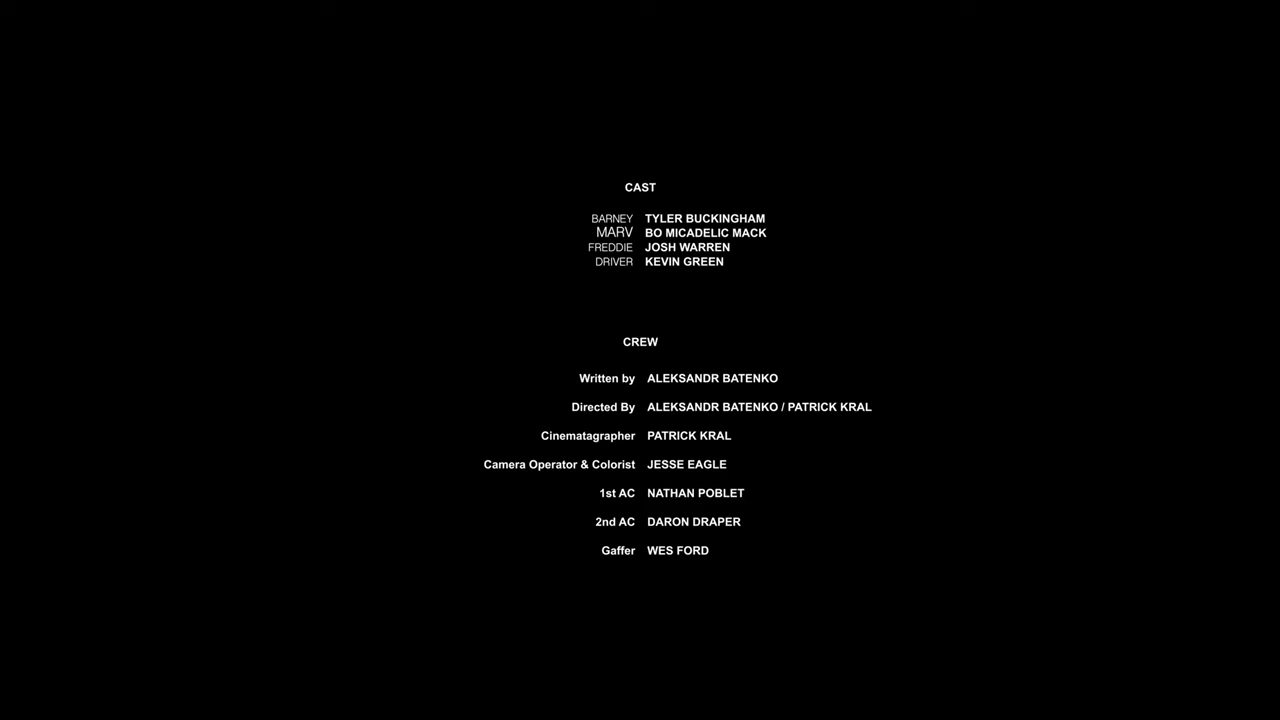 CAST
BARNEY TYLER BUCKINGHAM
MARV BO MICADELIC MACK
FREDDIE JOSH WARREN
DRIVER KEVIN GREEN
CREW
Written by ALEKSANDR BATENKO
Directed By ALEKSANDR BATENKO / PATRICK KRAL
Cinematagrapher PATRICK KRAL
Camera Operator & Colorist JESSE EAGLE
1st AC NATHAN POBLET
2nd AC DARON DRAPER
Gaffer WES FORD